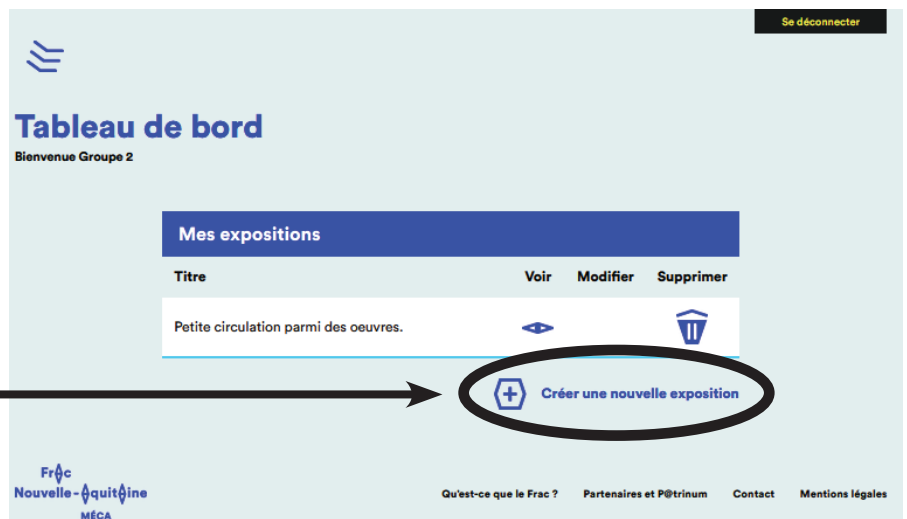 Se déconnecter
Tableau de bord
Bienvenue Groupe 2
Mes expositions
Titre Voir Modifier Supprimer
Petite circulation parmi des oeuvres.
Créer une nouvelle exposition
Frac
Nouvelle-Aquitaine
MÉCA
Qu'est-ce que le Frac ? Partenaires et P@trinum Contact Mentions légales